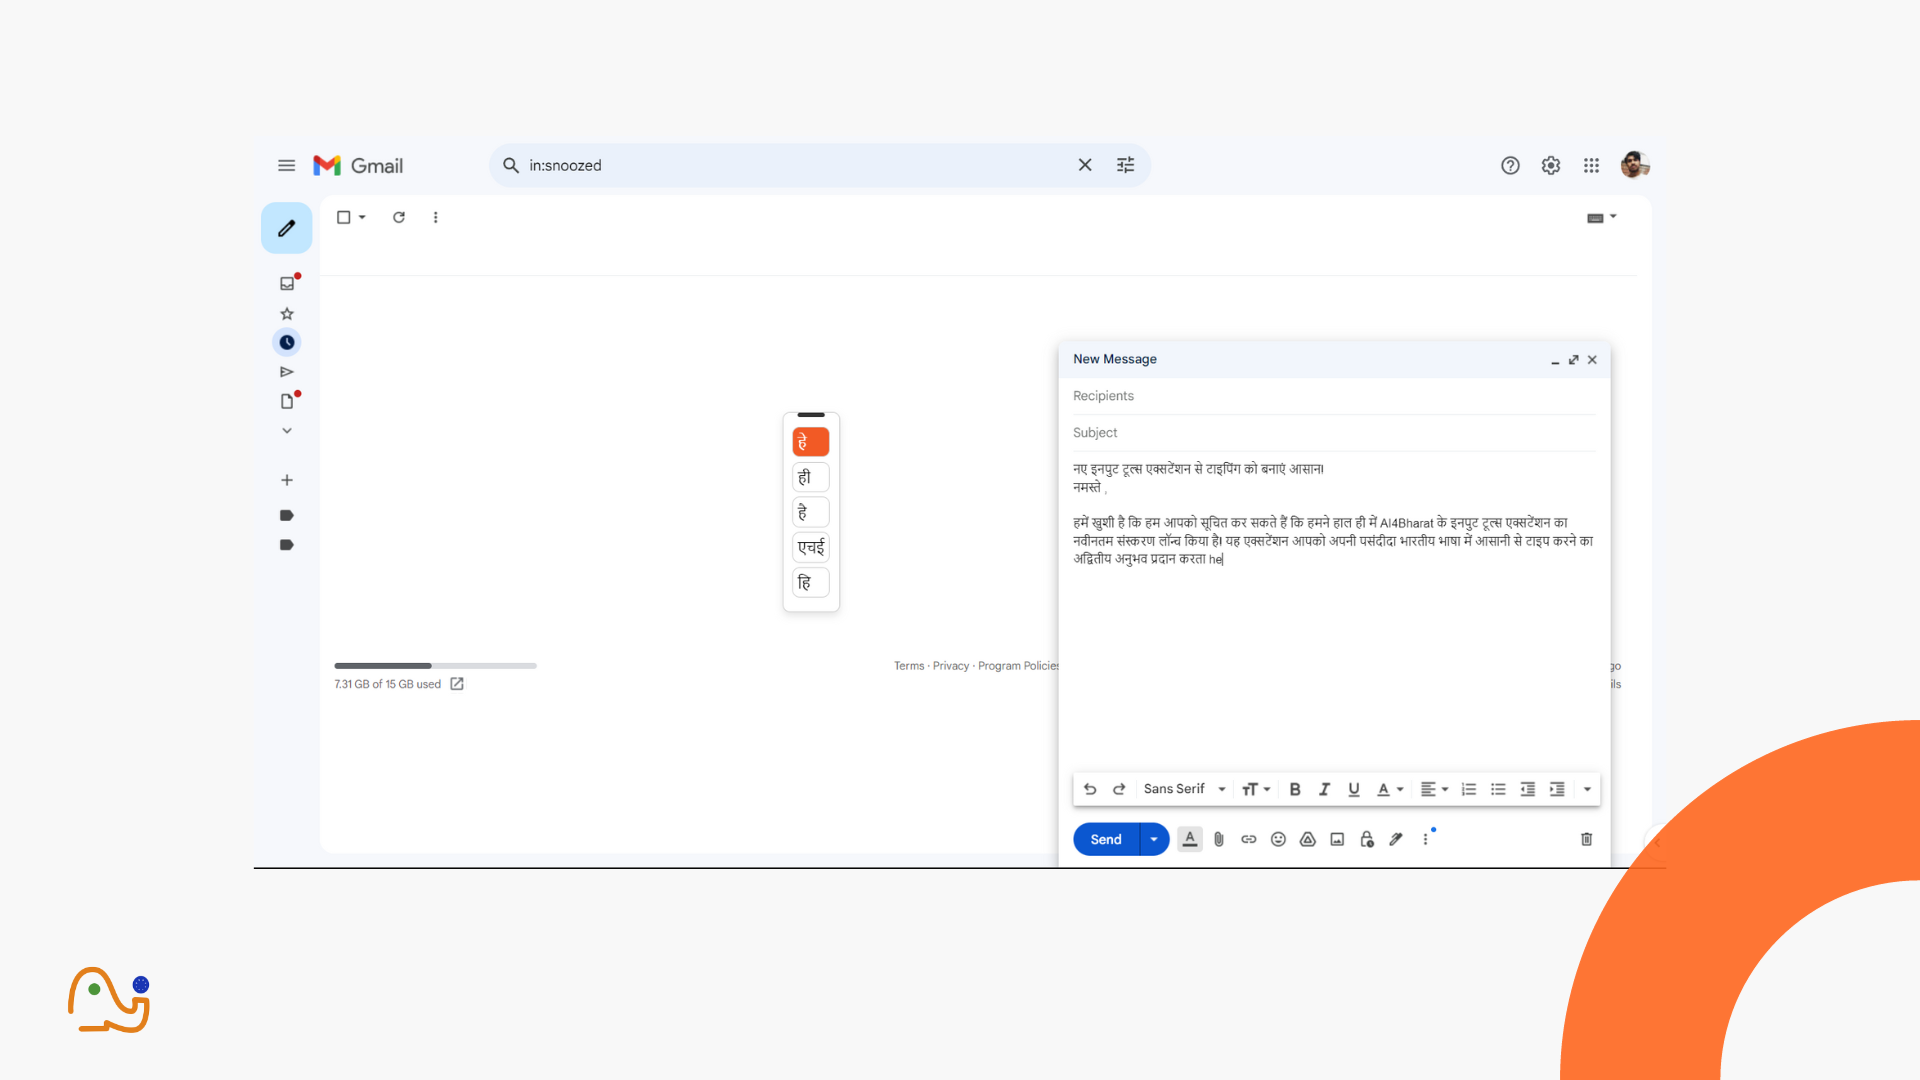 Gmail
in:snoozed
New Message
Recipients
Subject
नए इनपुट टूल्स एक्सटेंशन से टाइपिंग को बनाएं आसान।
नमस्ते ,
हमें खुशी है कि हम आपको सूचित कर सकते हैं कि हमने हाल ही में AI4Bharat के इनपुट टूल्स एक्सटेंशन का
नवीनतम संस्करण लॉन्च किया है। यह एक्सटेंशन आपको अपनी पसंदीदा भारतीय भाषा में आसानी से टाइप करने का
अद्वितीय अनुभव प्रदान करता he
हे
ही
है
एचई
हि
7.31 GB of 15 GB used
Terms · Privacy · Program Policies
go
ils
Sans Serif
Send